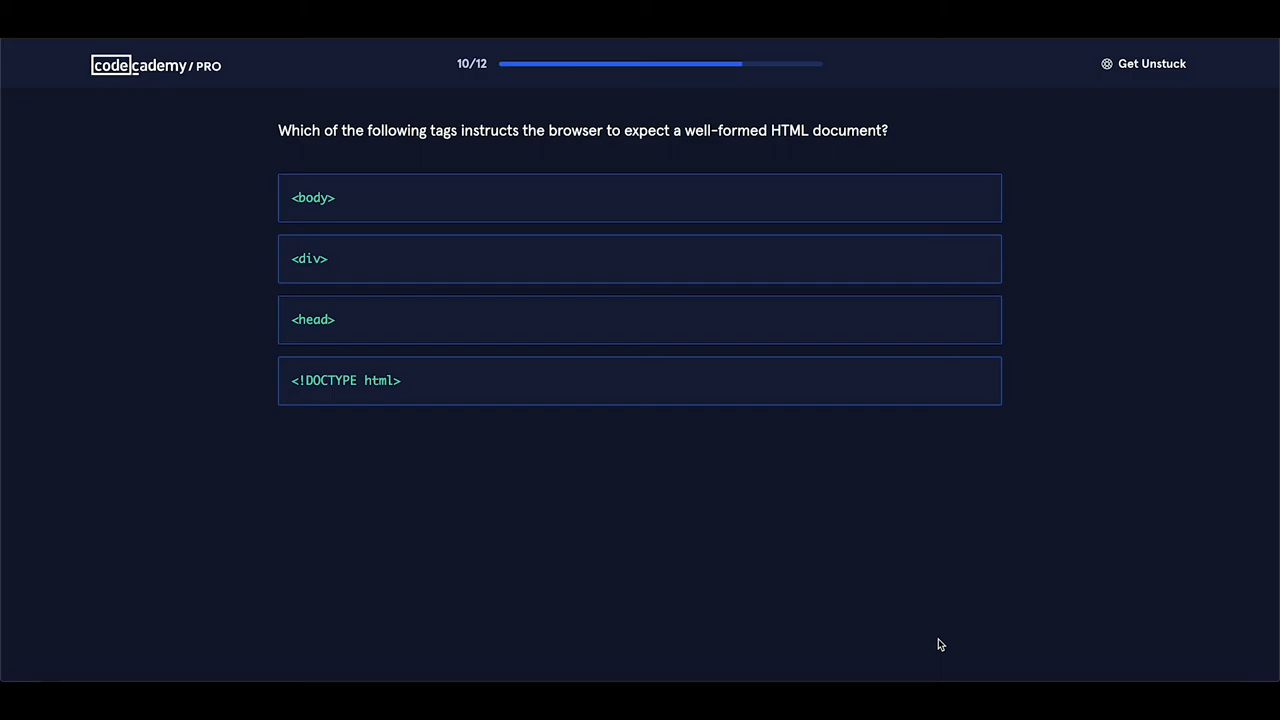 codecademy / PRO
10/12
Get Unstuck
Which of the following tags instructs the browser to expect a well-formed HTML document?
<body>
<div>
<head>
<!DOCTYPE html>